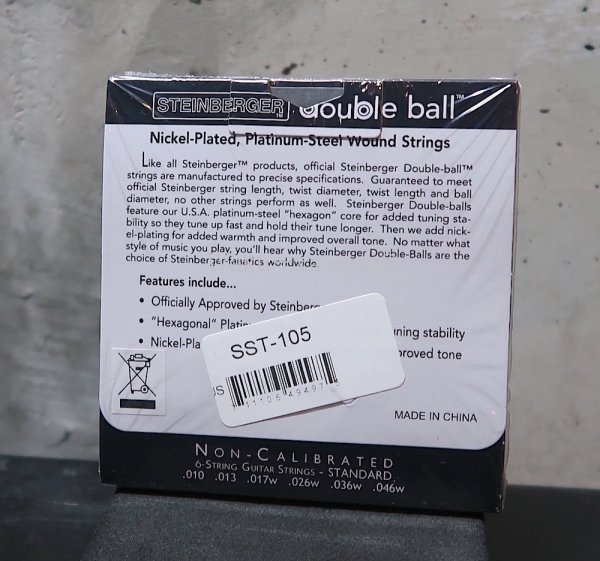 STEINBERGER™ double ball™
Nickel-Plated, Platinum-Steel Wound Strings
Like all Steinberger™ products, official Steinberger Double-ball™
strings are manufactured to precise specifications. Guaranteed to meet
official Steinberger string length, twist diameter, twist length and ball
diameter, no other strings perform as well. Steinberger Double-balls
feature our U.S.A. platinum-steel "hexagon" core for added tuning sta-
bility so they tune up fast and hold their tune longer. Then we add nick-
el-plating for added warmth and improved overall tone. No matter what
style of music you play, you'll hear why Steinberger Double-Balls are the
choice of Steinberger-fanatics worldwide.
Features include...
• Officially Approved by Steinberg
• "Hexagonal" Platin uning stability
• Nickel-Pla proved tone
SST-105
MADE IN CHINA
NON-CALIBRATED
6-STRING GUITAR STRINGS - STANDARD
.010 .013 .017w .026w .036w .046w